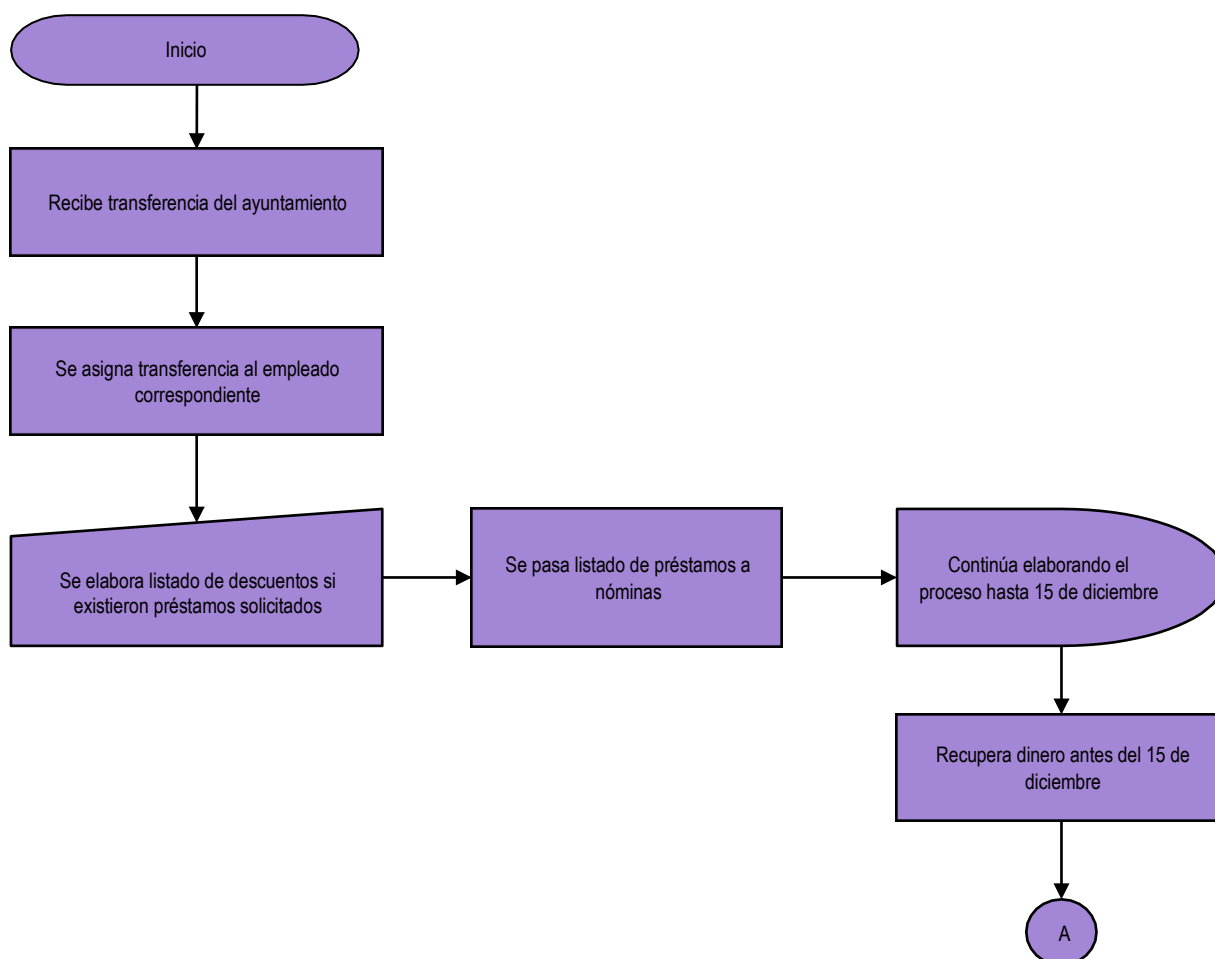 Inicio
Recibe transferencia del ayuntamiento
Se asigna transferencia al empleado
correspondiente
Se elabora listado de descuentos si
existieron préstamos solicitados
Se pasa listado de préstamos a
nóminas
Continúa elaborando el
proceso hasta 15 de diciembre
Recupera dinero antes del 15 de
diciembre
A